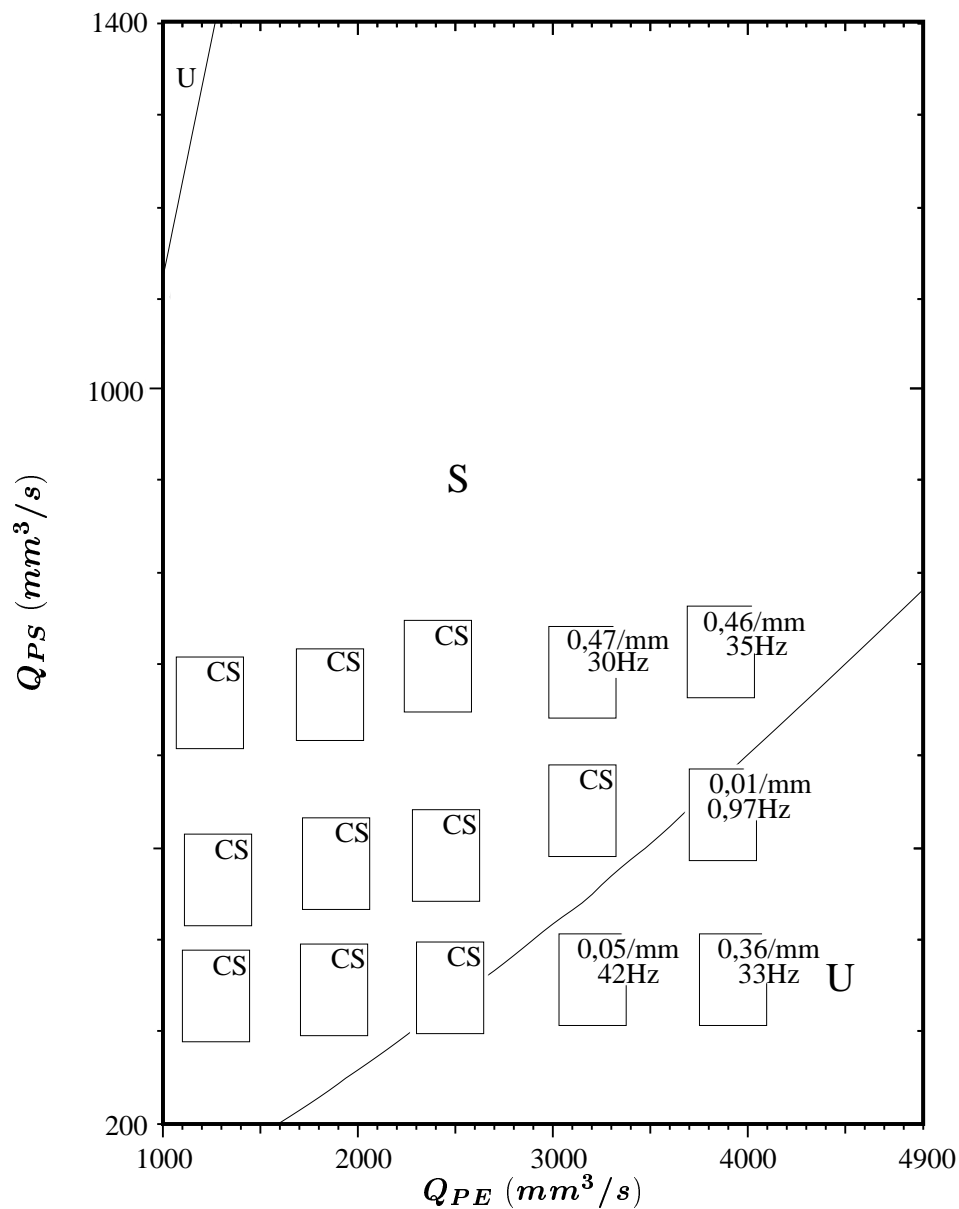 1400
U
1000
S
Q_PS (mm³/s)
CS
CS
CS
0,47/mm
30Hz
0,46/mm
35Hz
CS
CS
CS
CS
0,01/mm
0,97Hz
CS
CS
CS
0,05/mm
42Hz
0,36/mm
33Hz
U
200
1000 2000 3000 4000 4900
Q_PE (mm³/s)